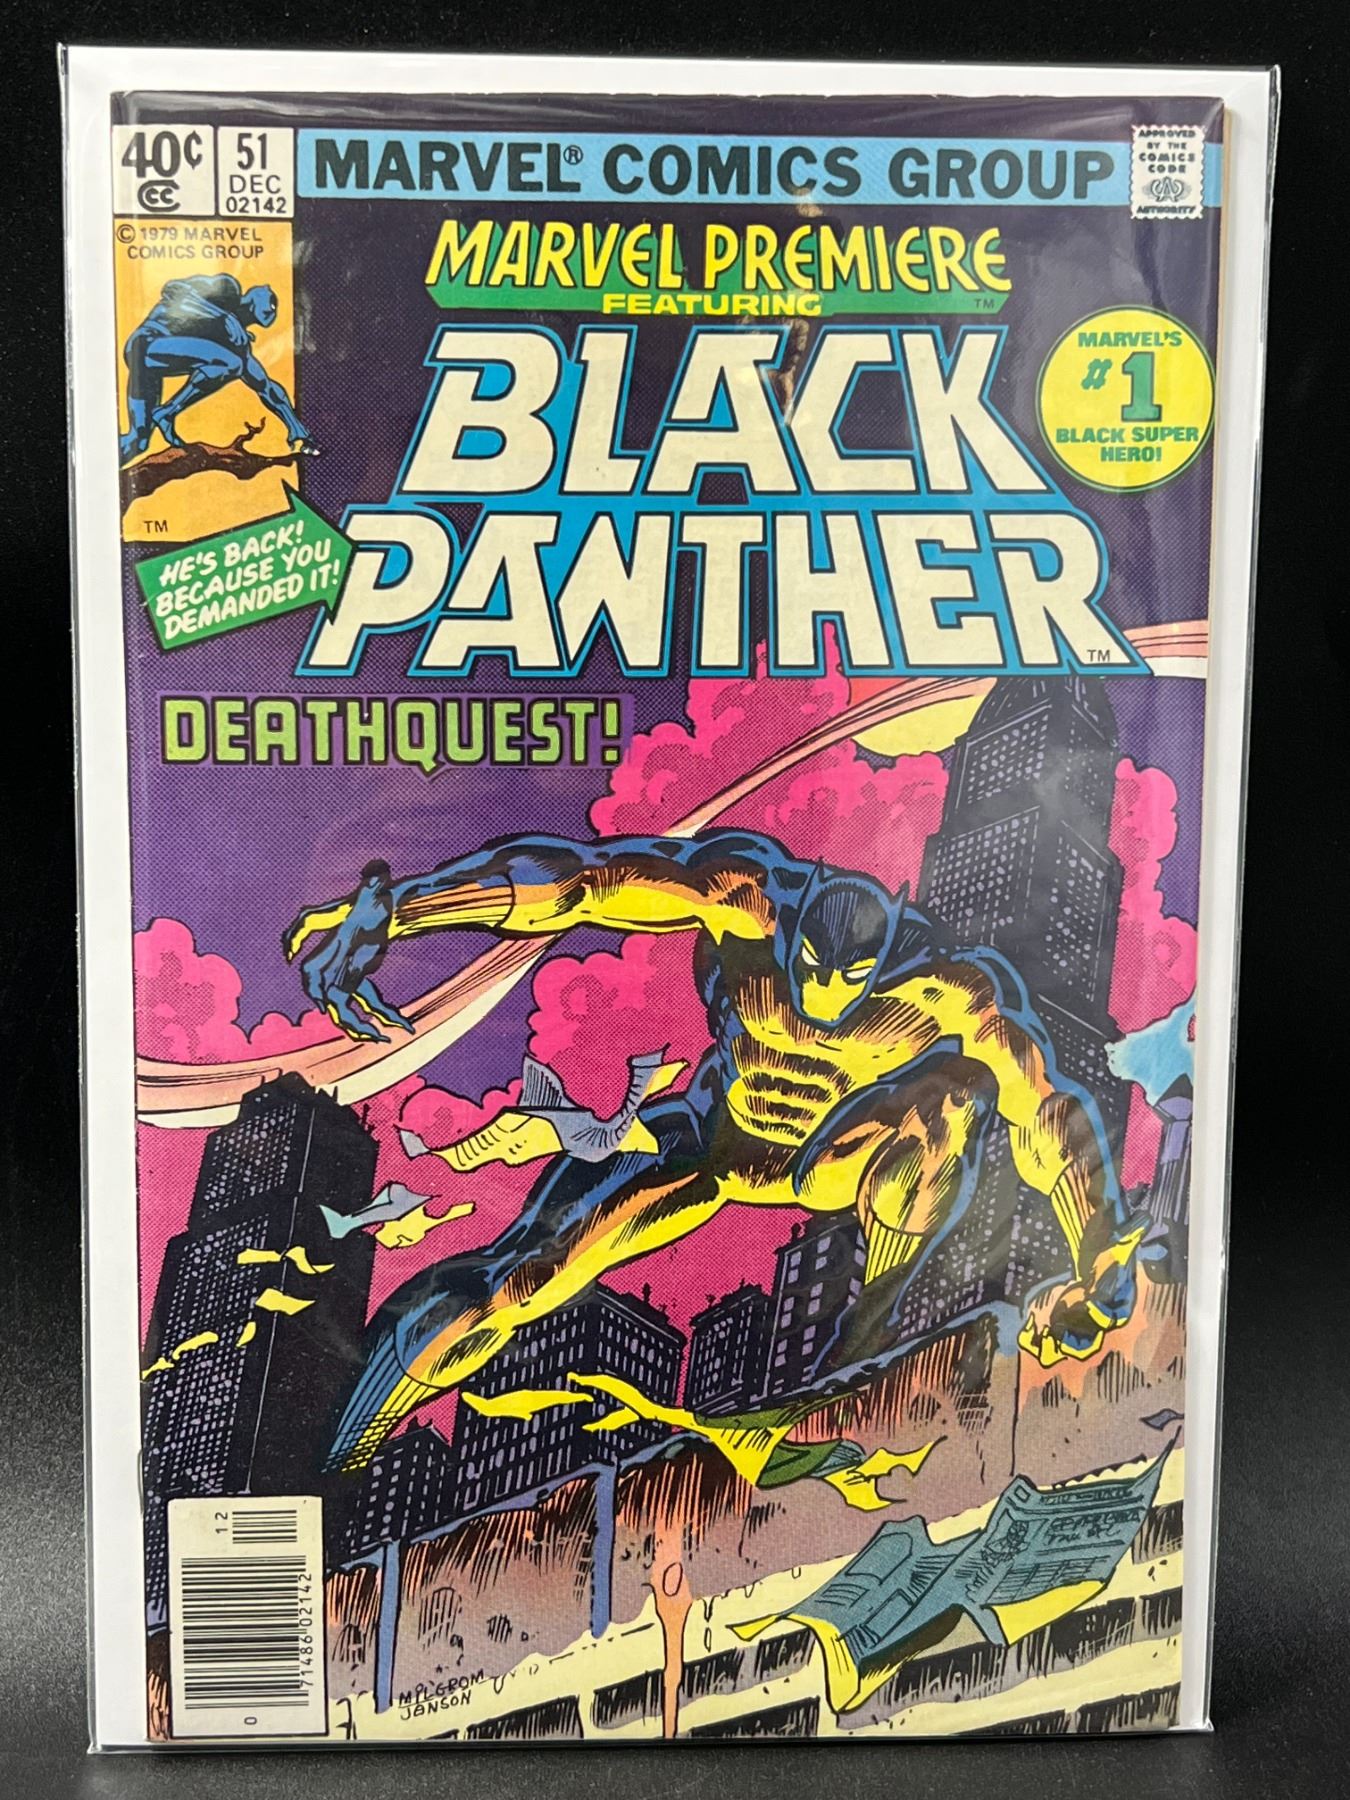 40¢
CC
51
DEC
02142
MARVEL® COMICS GROUP
APPROVED
BY THE
COMICS
CODE
AUTHORITY
© 1979 MARVEL
COMICS GROUP
TM
MARVEL PREMIERE
FEATURING
TM
BLACK
PANTHER
TM
MARVEL'S
#1
BLACK SUPER
HERO!
HE'S BACK!
BECAUSE YOU
DEMANDED IT!
DEATHQUEST!
12
71486 02142
0
MILGROM
JANSON